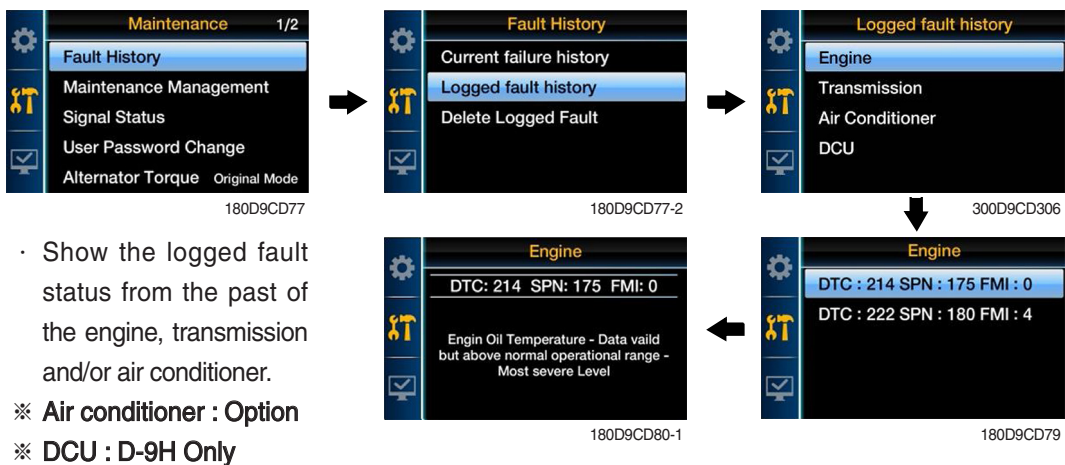 Maintenance 1/2
Fault History
Maintenance Management
Signal Status
User Password Change
Alternator Torque Original Mode
180D9CD77
Fault History
Current failure history
Logged fault history
Delete Logged Fault
180D9CD77-2
Logged fault history
Engine
Transmission
Air Conditioner
DCU
300D9CD306
Engine
DTC : 214 SPN : 175 FMI : 0
DTC : 222 SPN : 180 FMI : 4
180D9CD79
Engine
DTC: 214 SPN: 175 FMI: 0
Engin Oil Temperature - Data vaild
but above normal operational range -
Most severe Level
180D9CD80-1
· Show the logged fault
status from the past of
the engine, transmission
and/or air conditioner.
※ Air conditioner : Option
※ DCU : D-9H Only